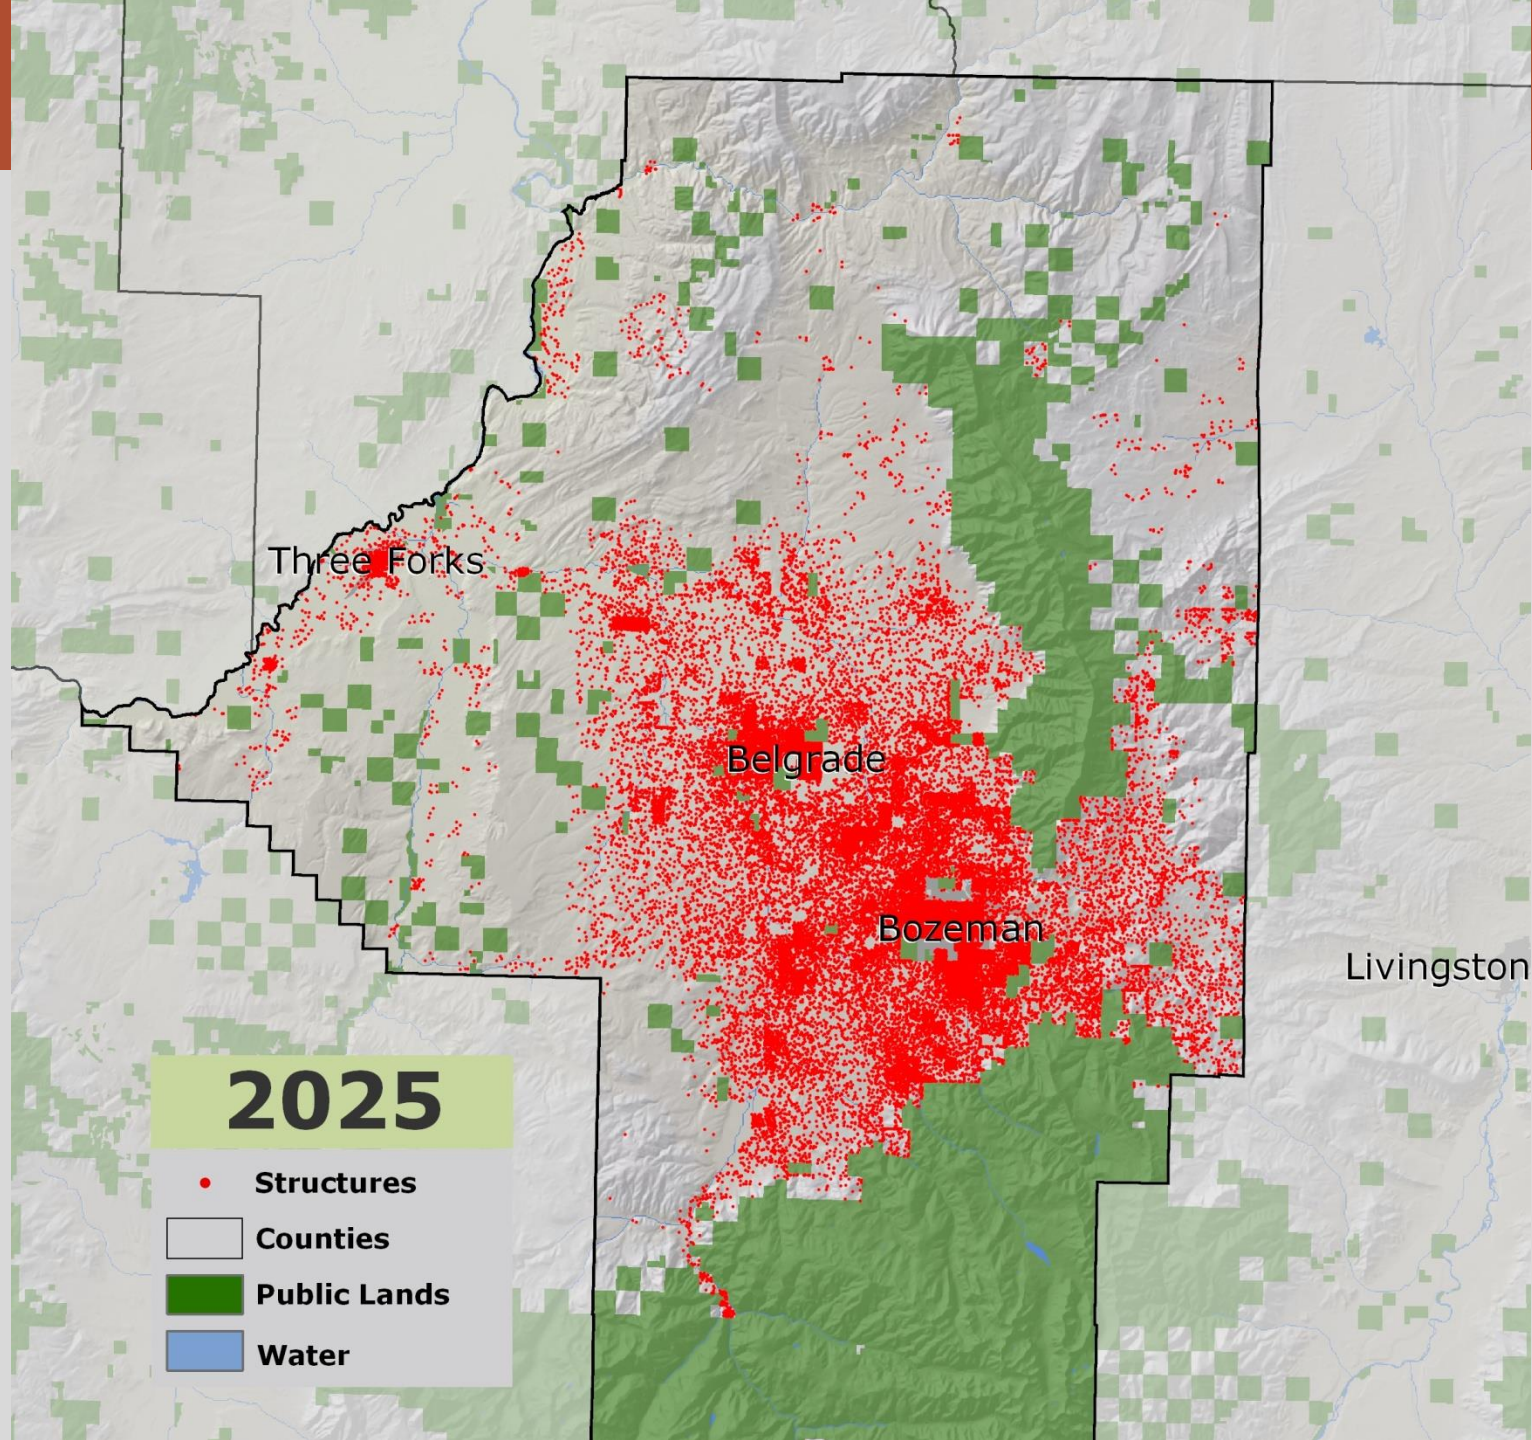 Three Forks
Belgrade
Bozeman
Livingston
2025
Structures
Counties
Public Lands
Water